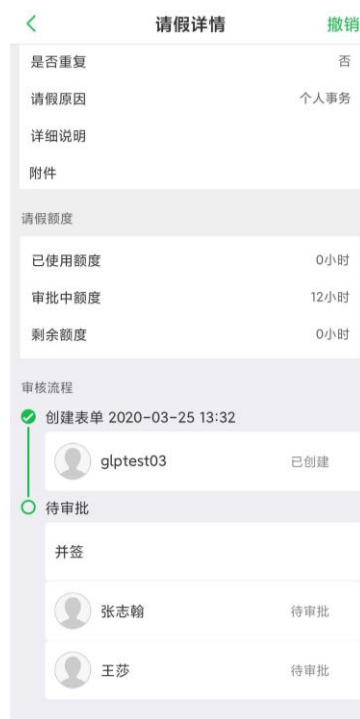 请假详情 撤销
是否重复 否
请假原因 个人事务
详细说明
附件
请假额度
已使用额度 0小时
审批中额度 12小时
剩余额度 0小时
审核流程
创建表单 2020-03-25 13:32
glptest03 已创建
待审批
并签
张志翰 待审批
王莎 待审批